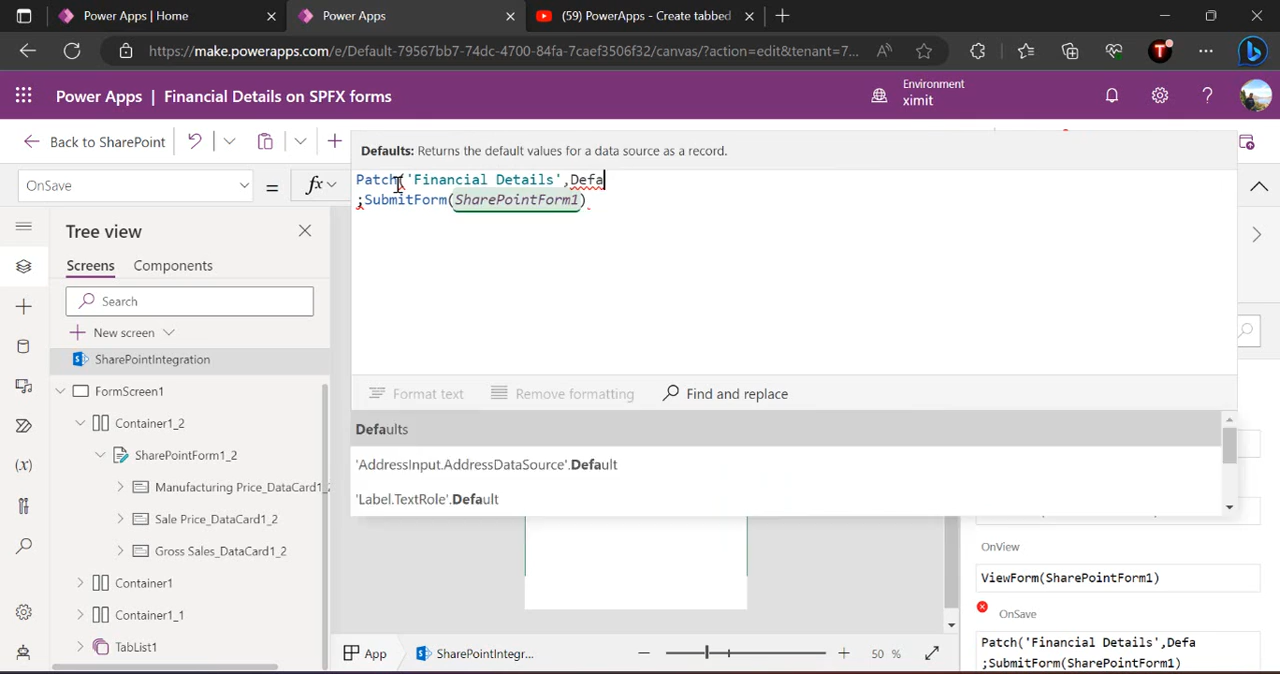 Power Apps | Home
Power Apps
(59) PowerApps - Create tabbed
https://make.powerapps.com/e/Default-79567bb7-74dc-4700-84fa-7caef3506f32/canvas/?action=edit&tenant=7...
T
Power Apps | Financial Details on SPFX forms
Environment
ximit
Back to SharePoint
Defaults: Returns the default values for a data source as a record.
OnSave
=
fx
Patch('Financial Details',Defa
;SubmitForm(SharePointForm1)
Tree view
Screens
Components
Search
New screen
SharePointIntegration
FormScreen1
Container1_2
SharePointForm1_2
Manufacturing Price_DataCard1_2
Sale Price_DataCard1_2
Gross Sales_DataCard1_2
Container1
Container1_1
TabList1
Format text
Remove formatting
Find and replace
Defaults
'AddressInput.AddressDataSource'.Default
'Label.TextRole'.Default
OnView
ViewForm(SharePointForm1)
OnSave
Patch('Financial Details',Defa
;SubmitForm(SharePointForm1)
App
SharePointIntegr...
50 %